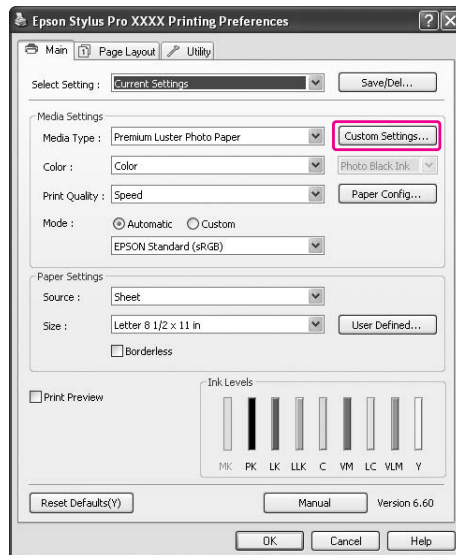 Epson Stylus Pro XXXX Printing Preferences
Main Page Layout Utility
Select Setting : Current Settings Save/Del...
Media Settings
Media Type : Premium Luster Photo Paper Custom Settings...
Color : Color Photo Black Ink
Print Quality : Speed Paper Config...
Mode : Automatic Custom
EPSON Standard (sRGB)
Paper Settings
Source : Sheet
Size : Letter 8 1/2 x 11 in User Defined...
Borderless
Print Preview
Ink Levels
MK PK LK LLK C VM LC VLM Y
Reset Defaults(Y) Manual Version 6.60
OK Cancel Help